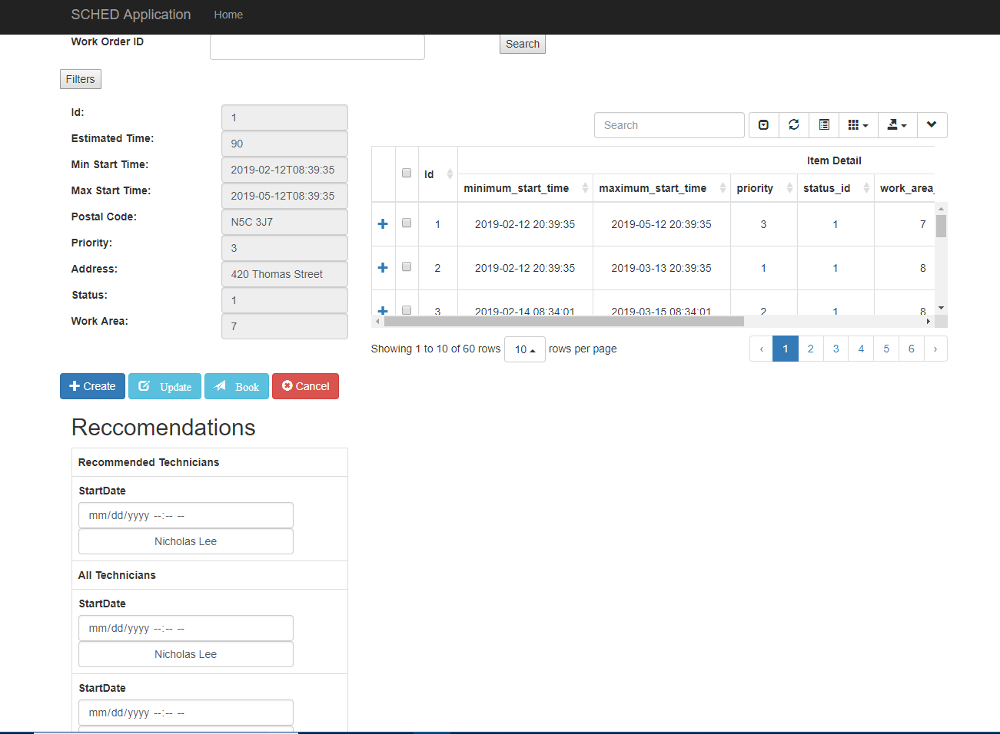 SCHED Application Home
Work Order ID
Search
Filters
Id: 1
Estimated Time: 90
Min Start Time: 2019-02-12T08:39:35
Max Start Time: 2019-05-12T08:39:35
Postal Code: N5C 3J7
Priority: 3
Address: 420 Thomas Street
Status: 1
Work Area: 7
Search
Id Item Detail
minimum_start_time maximum_start_time priority status_id work_area_
1 2019-02-12 20:39:35 2019-05-12 20:39:35 3 1 7
2 2019-02-12 20:39:35 2019-03-13 20:39:35 1 1 8
3 2019-02-14 08:34:01 2019-03-15 08:34:01 2 1 8
Showing 1 to 10 of 60 rows 10 rows per page
‹ 1 2 3 4 5 6 ›
Create Update Book Cancel
Reccomendations
Recommended Technicians
StartDate
mm/dd/yyyy --:-- --
Nicholas Lee
All Technicians
StartDate
mm/dd/yyyy --:-- --
Nicholas Lee
StartDate
mm/dd/yyyy --:-- --